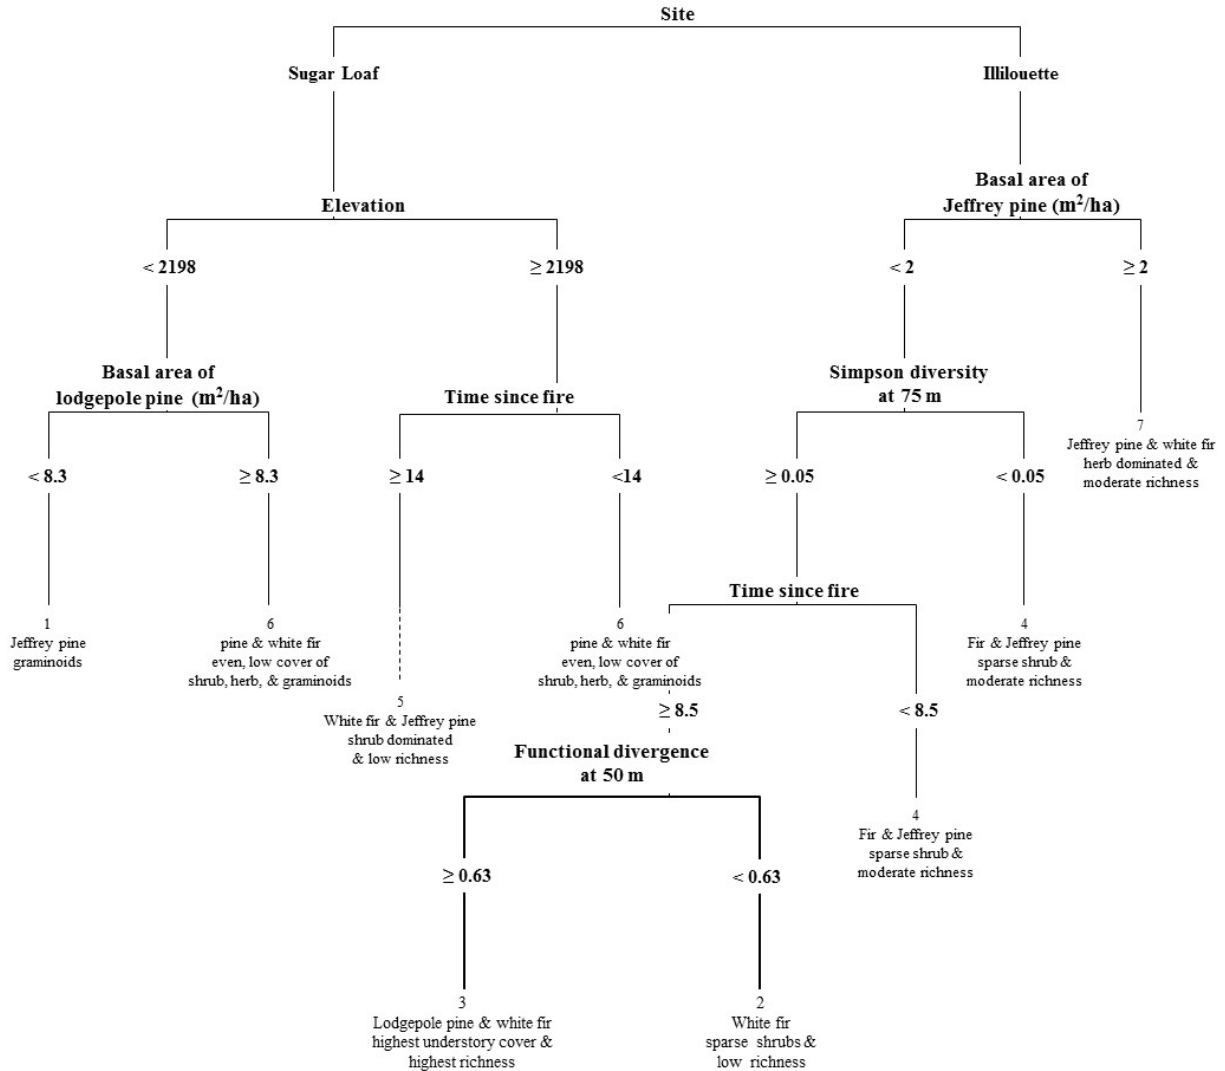 Site
Sugar Loaf
Illilouette
Elevation
Basal area of
Jeffrey pine (m²/ha)
< 2198
≥ 2198
< 2
≥ 2
Basal area of
lodgepole pine (m²/ha)
Time since fire
Simpson diversity
at 75 m
7
Jeffrey pine & white fir
herb dominated &
moderate richness
< 8.3
≥ 8.3
≥ 14
<14
≥ 0.05
< 0.05
Time since fire
1
Jeffrey pine
graminoids
6
pine & white fir
even, low cover of
shrub, herb, & graminoids
6
pine & white fir
even, low cover of
shrub, herb, & graminoids
4
Fir & Jeffrey pine
sparse shrub &
moderate richness
5
White fir & Jeffrey pine
shrub dominated
& low richness
≥ 8.5
< 8.5
Functional divergence
at 50 m
4
Fir & Jeffrey pine
sparse shrub &
moderate richness
≥ 0.63
< 0.63
3
Lodgepole pine & white fir
highest understory cover &
highest richness
2
White fir
sparse shrubs &
low richness